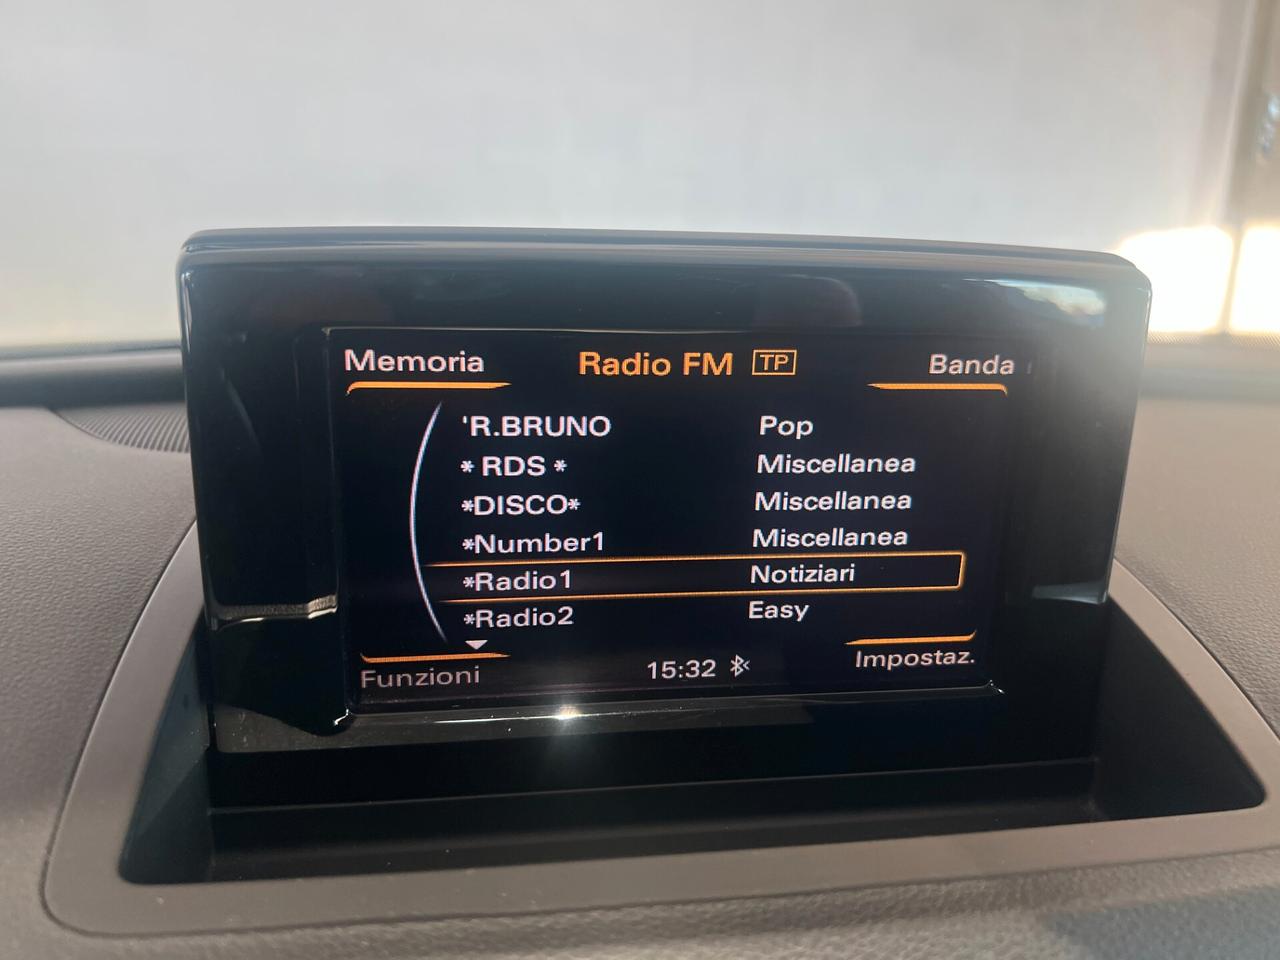 Memoria Radio FM TP Banda
'R.BRUNO Pop
* RDS * Miscellanea
*DISCO* Miscellanea
*Number1 Miscellanea
*Radio1 Notiziari
*Radio2 Easy
Funzioni 15:32 Impostaz.